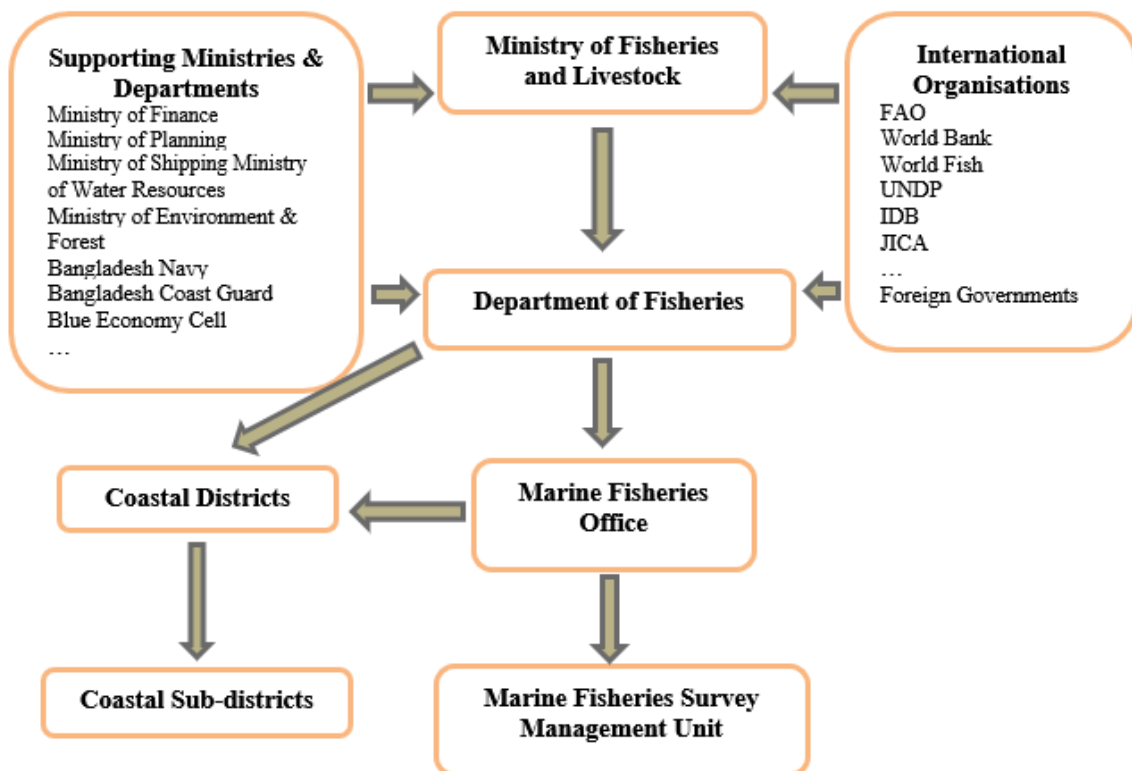 Supporting Ministries &
Departments
Ministry of Finance
Ministry of Planning
Ministry of Shipping Ministry
of Water Resources
Ministry of Environment &
Forest
Bangladesh Navy
Bangladesh Coast Guard
Blue Economy Cell
…
Ministry of Fisheries
and Livestock
International
Organisations
FAO
World Bank
World Fish
UNDP
IDB
JICA
…
Foreign Governments
Department of Fisheries
Coastal Districts
Marine Fisheries
Office
Coastal Sub-districts
Marine Fisheries Survey
Management Unit